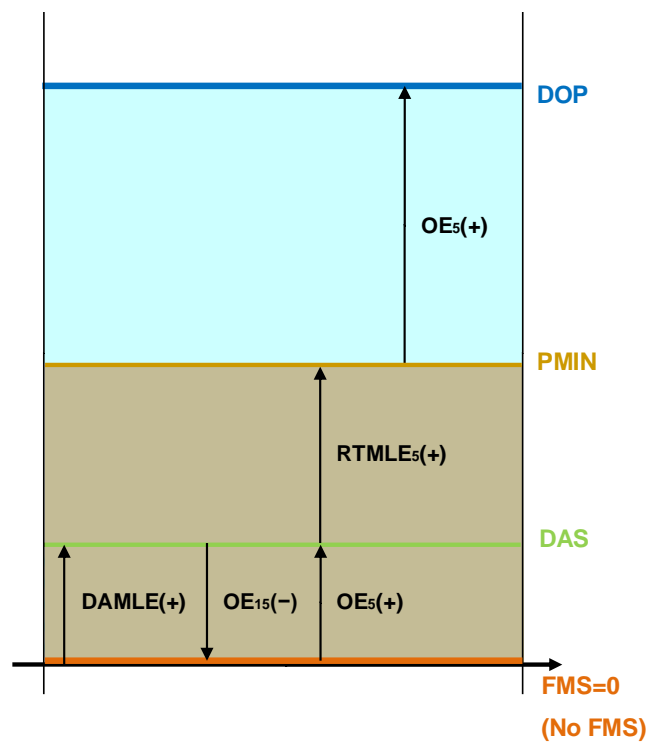 DOP
OE5(+)
PMIN
RTMLE5(+)
DAS
DAMLE(+) OE15(−) OE5(+)
FMS=0
(No FMS)